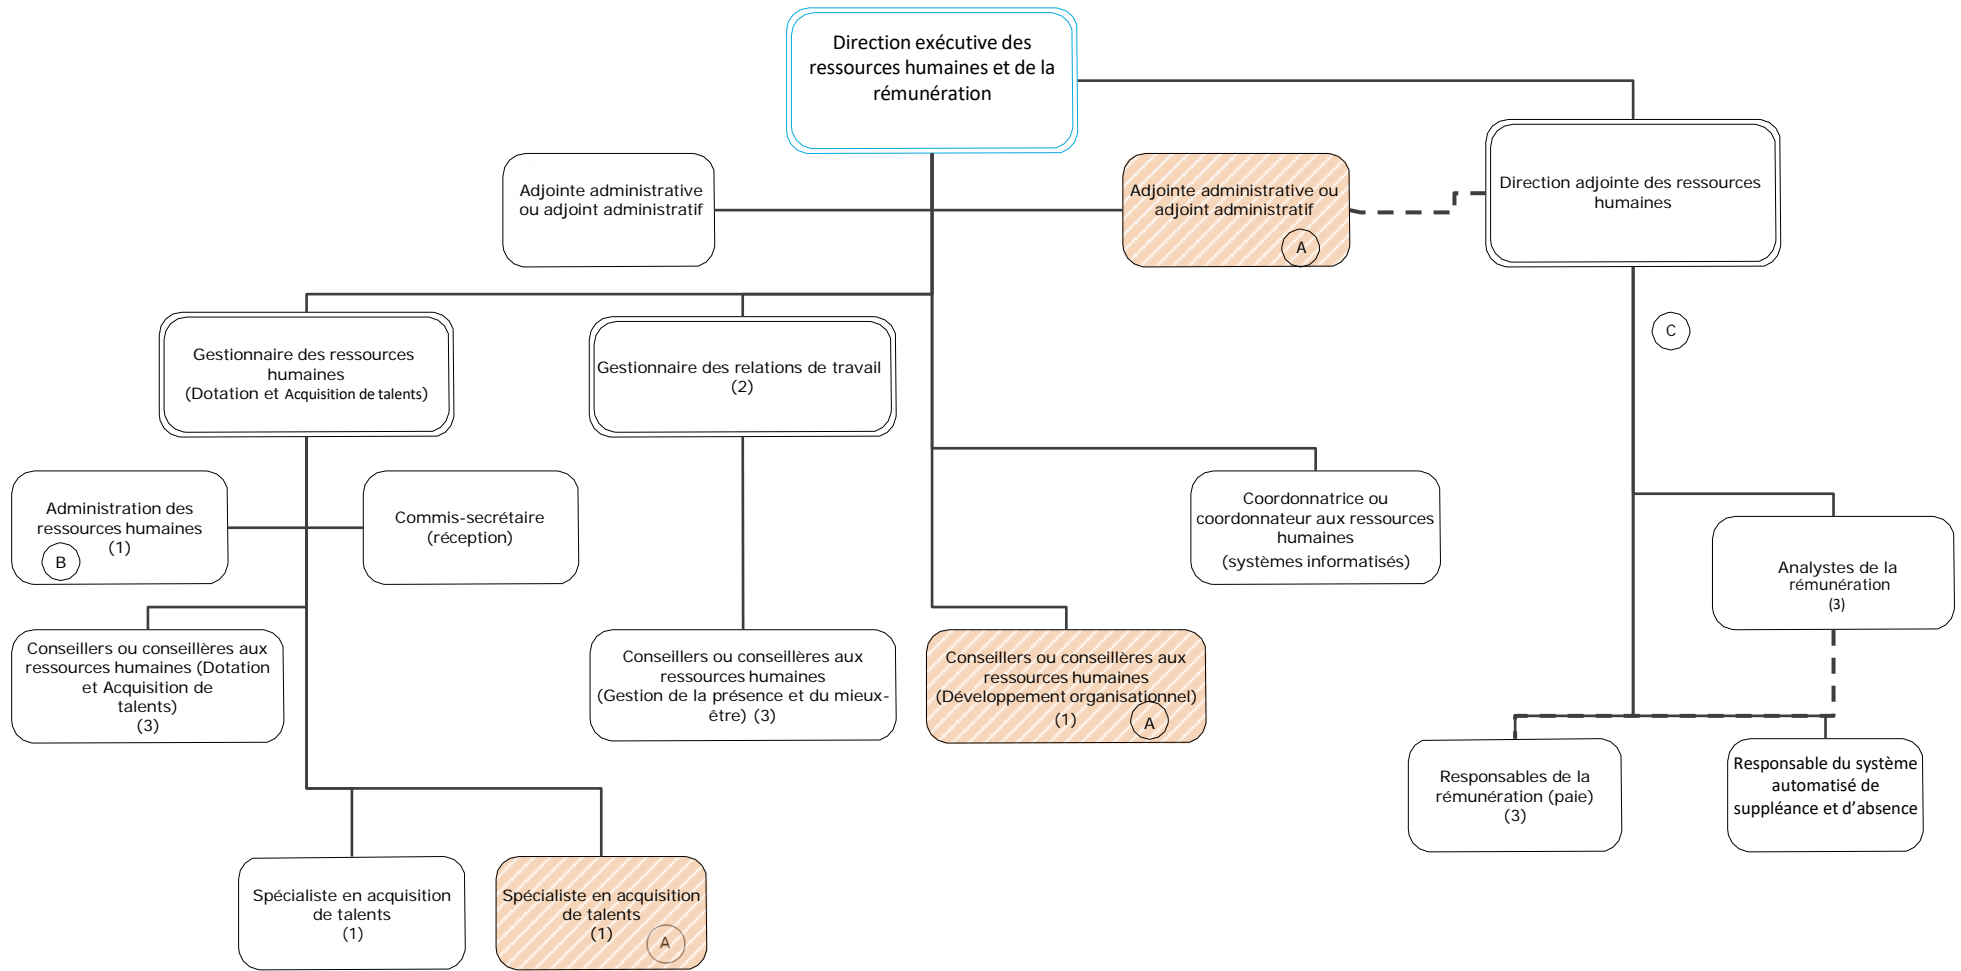 Direction exécutive des
ressources humaines et de la
rémunération
Adjointe administrative
ou adjoint administratif
Adjointe administrative ou
adjoint administratif
A
Direction adjointe des ressources
humaines
C
Gestionnaire des ressources
humaines
(Dotation et Acquisition de talents)
Gestionnaire des relations de travail
(2)
Administration des
ressources humaines
(1)
B
Commis-secrétaire
(réception)
Coordonnatrice ou
coordonnateur aux ressources
humaines
(systèmes informatisés)
Analystes de la
rémunération
(3)
Conseillers ou conseillères aux
ressources humaines (Dotation
et Acquisition de
talents)
(3)
Conseillers ou conseillères aux
ressources humaines
(Gestion de la présence et du mieux-
être) (3)
Conseillers ou conseillères aux
ressources humaines
(Développement organisationnel)
(1)
A
Responsables de la
rémunération (paie)
(3)
Responsable du système
automatisé de
suppléance et d’absence
Spécialiste en acquisition
de talents
(1)
Spécialiste en acquisition
de talents
(1)
A